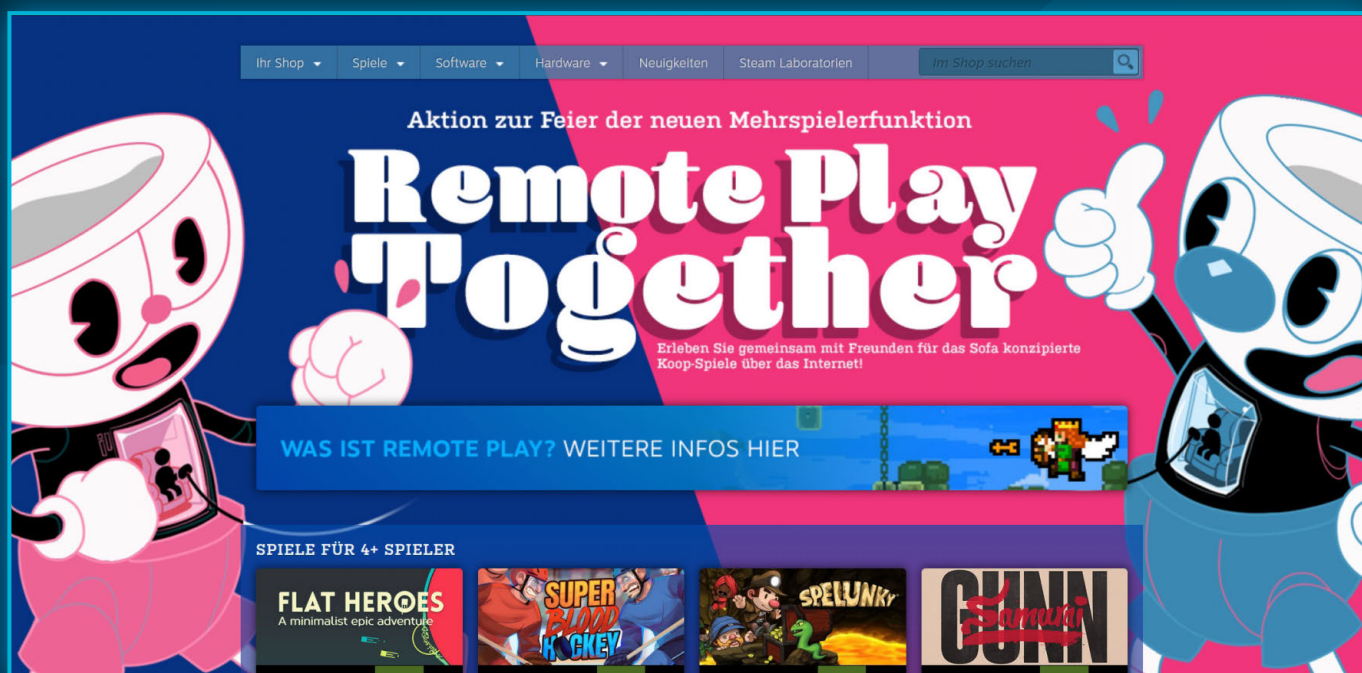 Ihr Shop
Spiele
Software
Hardware
Neuigkeiten
Steam Laboratorien
Im Shop suchen
Aktion zur Feier der neuen Mehrspielerfunktion
Remote Play
Together
Erleben Sie gemeinsam mit Freunden für das Sofa konzipierte
Koop-Spiele über das Internet!
WAS IST REMOTE PLAY? WEITERE INFOS HIER
SPIELE FÜR 4+ SPIELER
FLAT HEROES
A minimalist epic adventure
SUPER
BLOOD
HOCKEY
SPELUNKY
GUNN
Samurai